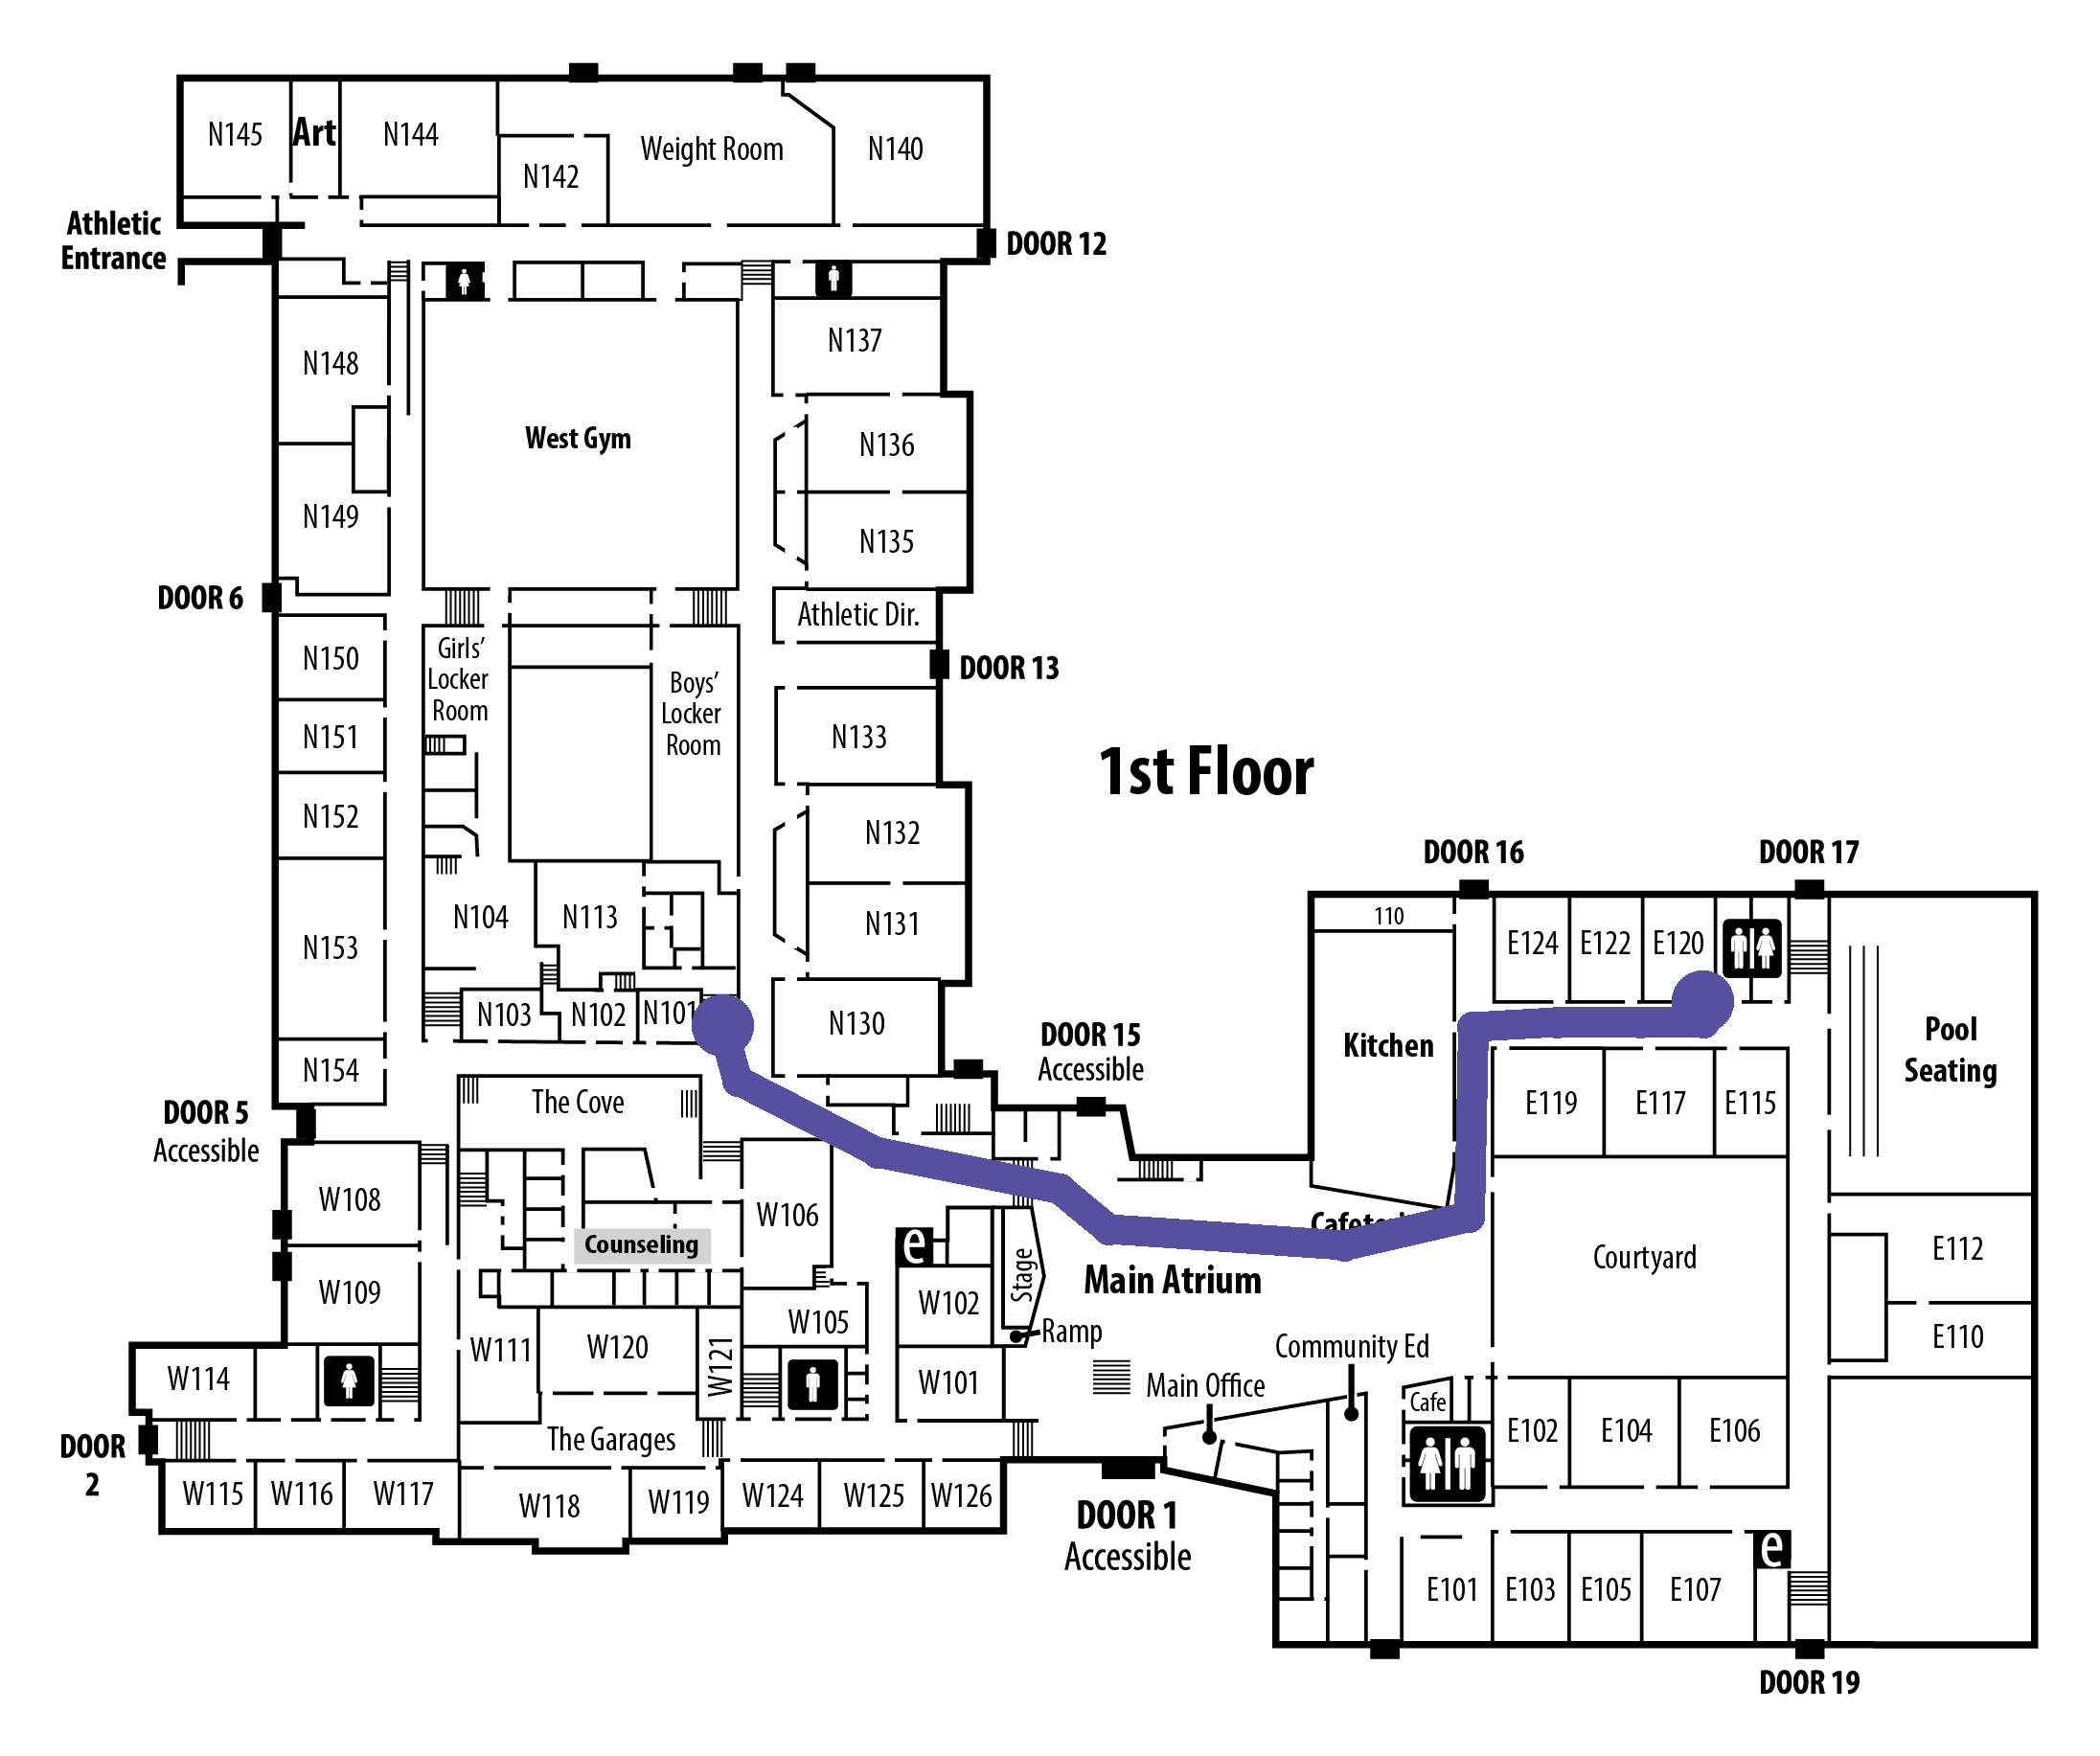 N145
Art
N144
N142
Weight Room
N140
Athletic
Entrance
DOOR 12
N148
N137
West Gym
N136
N149
N135
DOOR 6
Athletic Dir.
N150
Girls'
Locker
Room
Boys'
Locker
Room
DOOR 13
N151
N133
1st Floor
N152
N132
DOOR 16
DOOR 17
N153
N104
N113
N131
110
E124
E122
E120
N103
N102
N101
N130
DOOR 15
Accessible
Kitchen
Pool
Seating
N154
The Cove
E119
E117
E115
DOOR 5
Accessible
W108
W106
Counseling
e
Stage
Main Atrium
Courtyard
E112
W109
W102
Ramp
E110
W111
W120
W121
W105
Community Ed
W114
W101
Main Office
Cafe
E102
E104
E106
DOOR
2
The Garages
W115
W116
W117
W118
W119
W124
W125
W126
DOOR 1
Accessible
e
E101
E103
E105
E107
DOOR 19